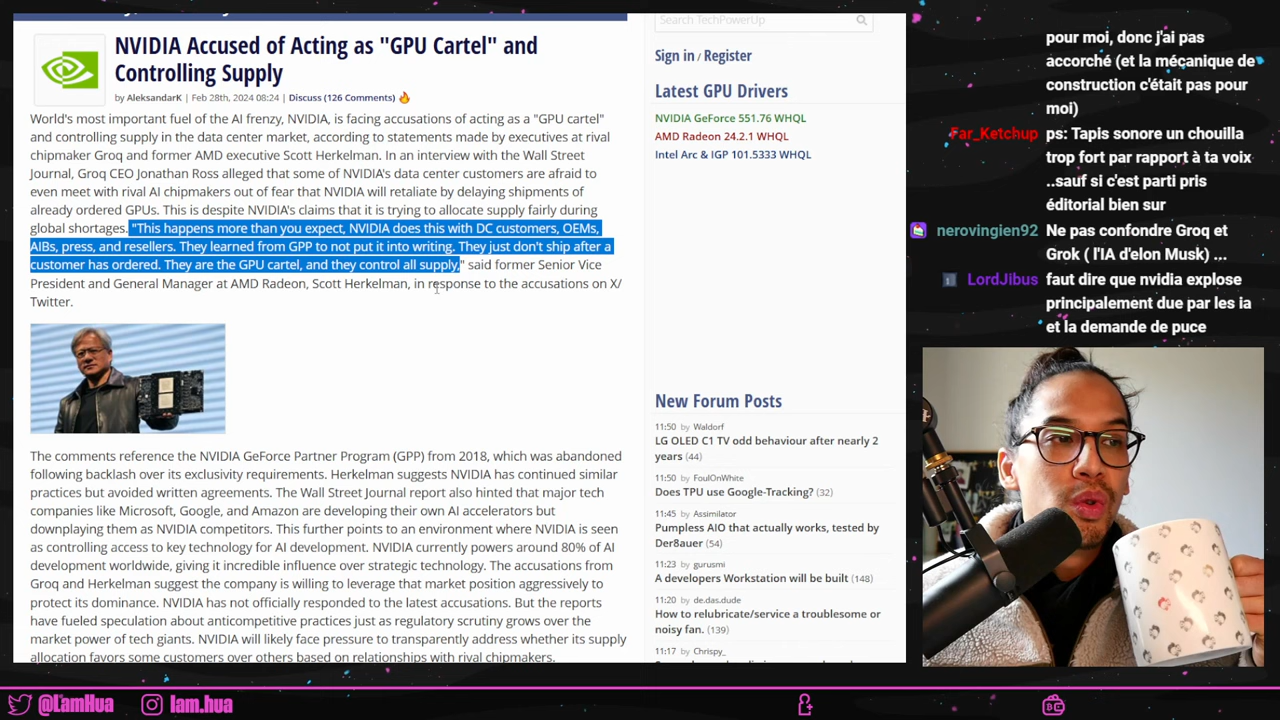 NVIDIA Accused of Acting as "GPU Cartel" and
Controlling Supply
by AleksandarK | Feb 28th, 2024 08:24 | Discuss (126 Comments)
World's most important fuel of the AI frenzy, NVIDIA, is facing accusations of acting as a "GPU cartel"
and controlling supply in the data center market, according to statements made by executives at rival
chipmaker Groq and former AMD executive Scott Herkelman. In an interview with the Wall Street
Journal, Groq CEO Jonathan Ross alleged that some of NVIDIA's data center customers are afraid to
even meet with rival AI chipmakers out of fear that NVIDIA will retaliate by delaying shipments of
already ordered GPUs. This is despite NVIDIA's claims that it is trying to allocate supply fairly during
global shortages. "This happens more than you expect, NVIDIA does this with DC customers, OEMs,
AIBs, press, and resellers. They learned from GPP to not put it into writing. They just don't ship after a
customer has ordered. They are the GPU cartel, and they control all supply," said former Senior Vice
President and General Manager at AMD Radeon, Scott Herkelman, in response to the accusations on X/
Twitter.
The comments reference the NVIDIA GeForce Partner Program (GPP) from 2018, which was abandoned
following backlash over its exclusivity requirements. Herkelman suggests NVIDIA has continued similar
practices but avoided written agreements. The Wall Street Journal report also hinted that major tech
companies like Microsoft, Google, and Amazon are developing their own AI accelerators but
downplaying them as NVIDIA competitors. This further points to an environment where NVIDIA is seen
as controlling access to key technology for AI development. NVIDIA currently powers around 80% of AI
development worldwide, giving it incredible influence over strategic technology. The accusations from
Groq and Herkelman suggest the company is willing to leverage that market position aggressively to
protect its dominance. NVIDIA has not officially responded to the latest accusations. But the reports
have fueled speculation about anticompetitive practices just as regulatory scrutiny grows over the
market power of tech giants. NVIDIA will likely face pressure to transparently address whether its supply
allocation favors some customers over others based on relationships with rival chipmakers.
Search TechPowerUp
Sign in / Register
Latest GPU Drivers
NVIDIA GeForce 551.76 WHQL
AMD Radeon 24.2.1 WHQL
Intel Arc & IGP 101.5333 WHQL
New Forum Posts
11:50 by Waldorf
LG OLED C1 TV odd behaviour after nearly 2
years (44)
11:50 by FoulOnWhite
Does TPU use Google-Tracking? (32)
11:45 by Assimilator
Pumpless AIO that actually works, tested by
Der8auer (54)
11:23 by gurusmi
A developers Workstation will be built (148)
11:20 by de.das.dude
How to relubricate/service a troublesome or
noisy fan. (139)
11:17 by Chrispy_
pour moi, donc j'ai pas
accorché (et la mécanique de
construction c'était pas pour
moi)
Far_Ketchup ps: Tapis sonore un chouilla
trop fort par rapport à ta voix
..sauf si c'est parti pris
éditorial bien sur
nerovingien92 Ne pas confondre Groq et
Grok ( l'IA d'elon Musk) ...
LordJibus faut dire que nvidia explose
principalement due par les ia
et la demande de puce
@IamHua
Iam.hua